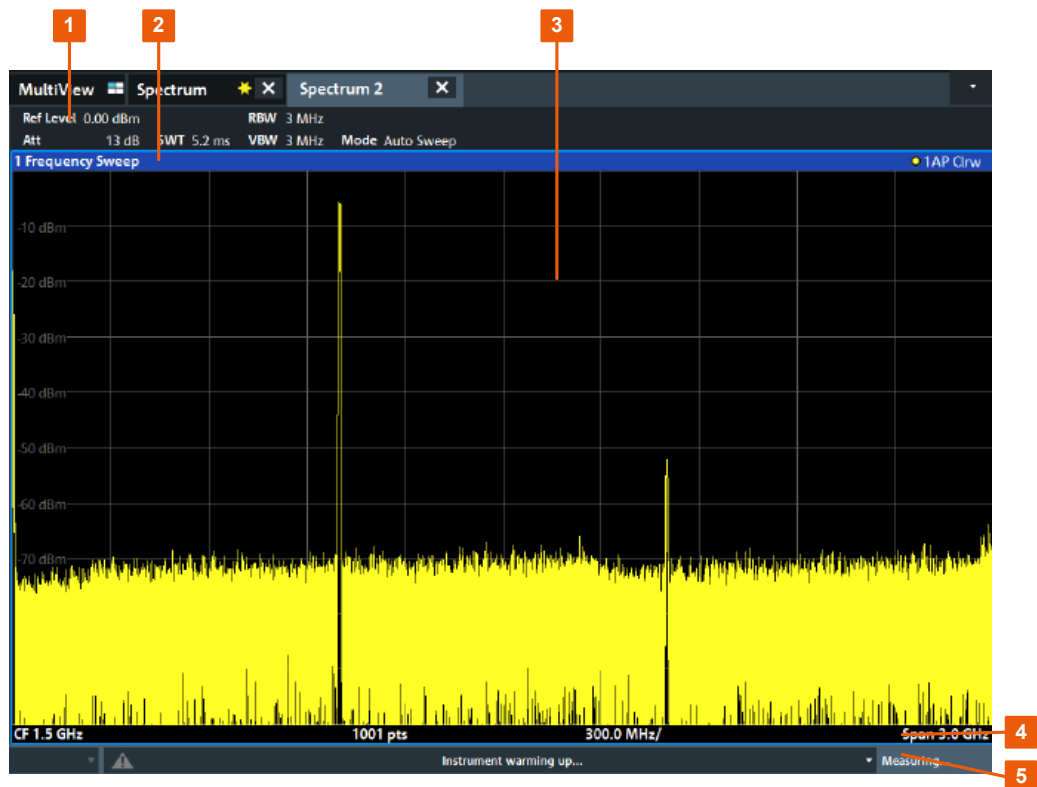 1 2 3
MultiView Spectrum Spectrum 2
Ref Level 0.00 dBm RBW 3 MHz
Att 13 dB SWT 5.2 ms VBW 3 MHz Mode Auto Sweep
1 Frequency Sweep 1AP Clrw
-10 dBm
-20 dBm
-30 dBm
-40 dBm
-50 dBm
-60 dBm
-70 dBm
CF 1.5 GHz 1001 pts 300.0 MHz/ Span 3.0 GHz
4
Instrument warming up... Measuring...
5